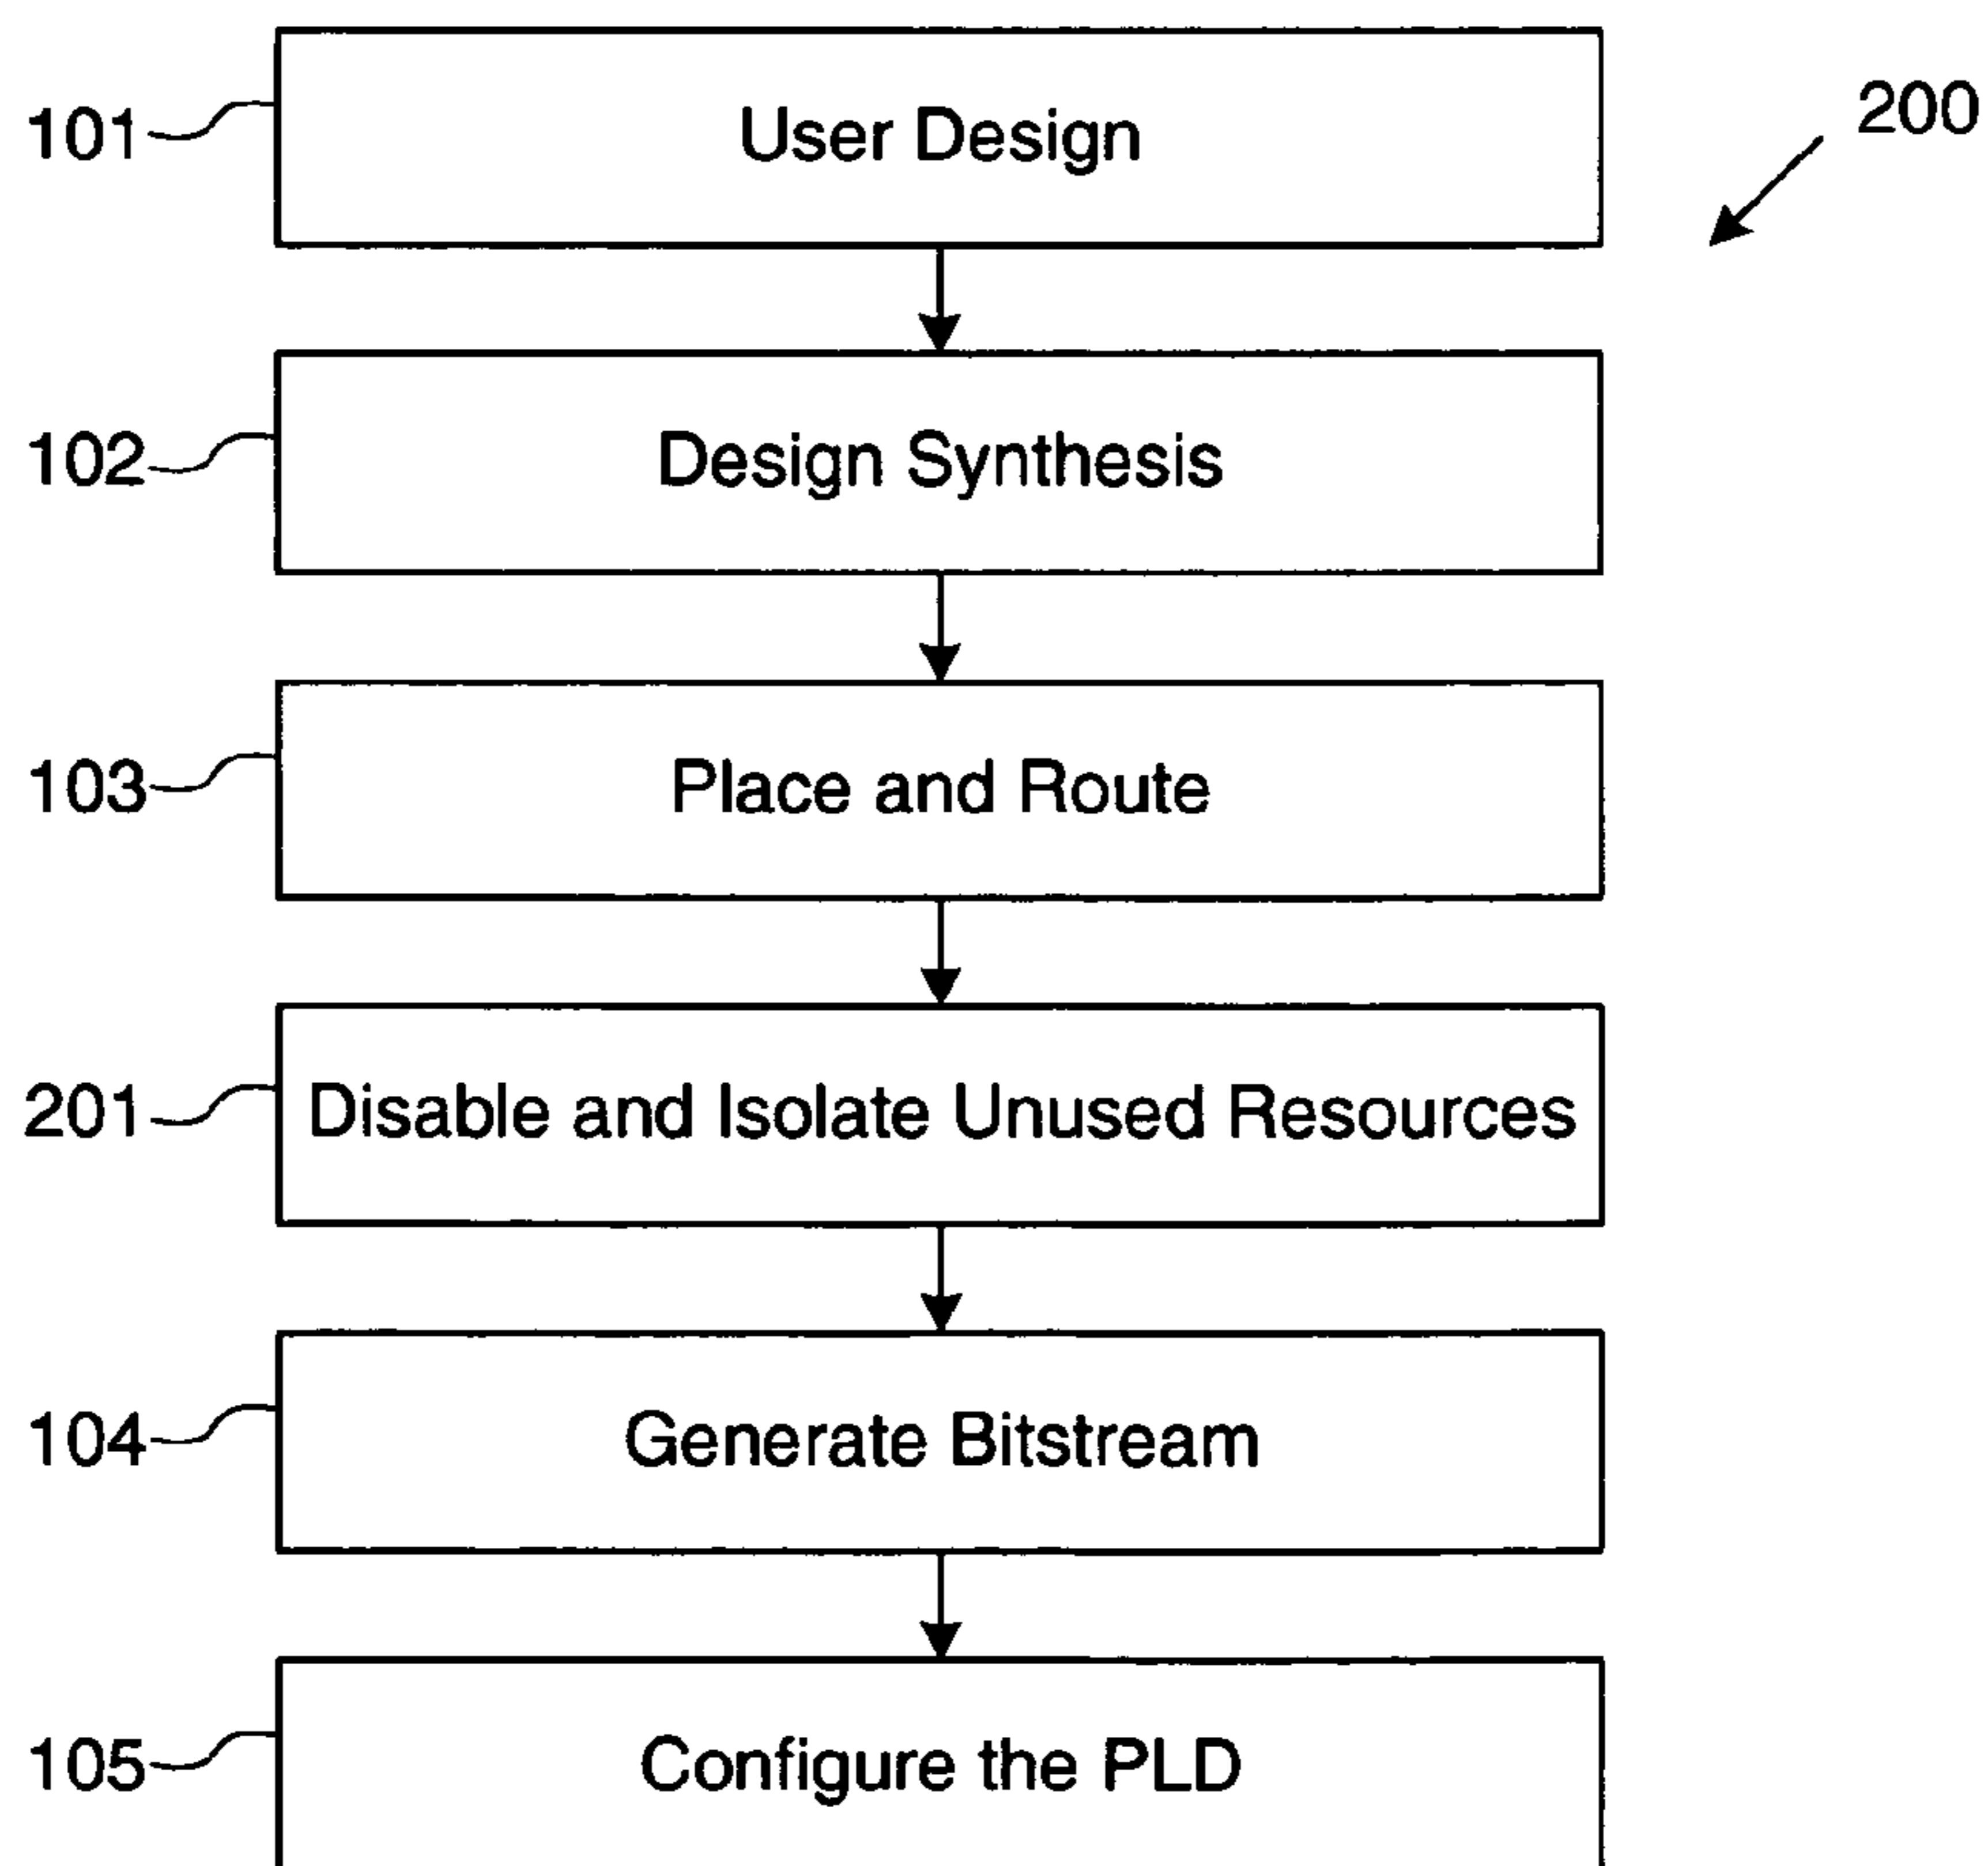 101
User Design
200
102
Design Synthesis
103
Place and Route
201
Disable and Isolate Unused Resources
104
Generate Bitstream
105
Configure the PLD